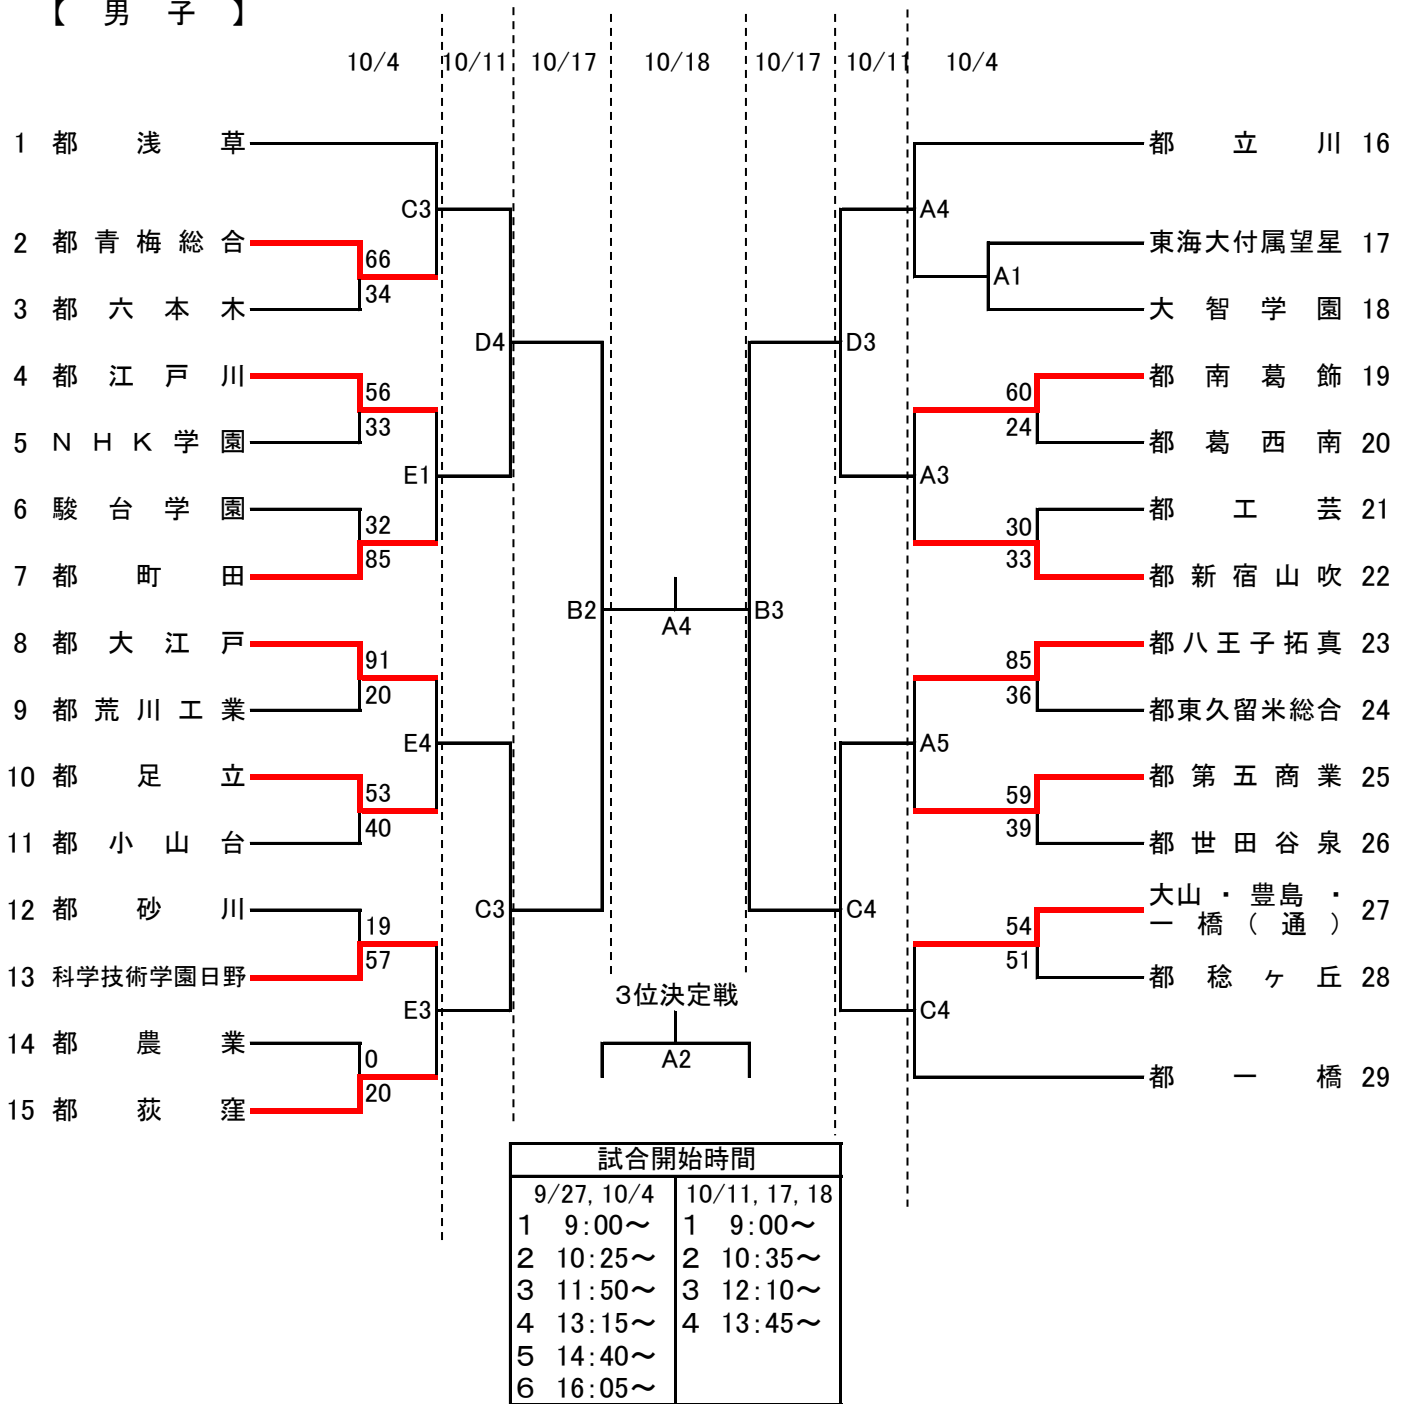 【 男 子 】
10/4 10/11 10/17 10/18 10/17 10/11 10/4
1 都浅草
都立川 16
C3
A4
2 都青梅総合
66
東海大付属望星 17
A1
34
3 都六本木
大智学園 18
D4
D3
4 都江戸川
56
60
都南葛飾 19
33
24
5 NHK学園
都葛西南 20
E1
A3
6 駿台学園
32
30
都工芸 21
85
33
7 都町田
都新宿山吹 22
B2
A4
B3
8 都大江戸
91
85
都八王子拓真 23
20
36
9 都荒川工業
都東久留米総合 24
E4
A5
10 都足立
53
59
都第五商業 25
40
39
11 都小山台
都世田谷泉 26
12 都砂川
C3
C4
大山・豊島・
一橋(通) 27
19
54
57
51
13 科学技術学園日野
都稔ヶ丘 28
3位決定戦
E3
C4
14 都農業
0
A2
20
15 都荻窪
都一橋 29
試合開始時間
9/27, 10/4 10/11, 17, 18
1 9:00〜 1 9:00〜
2 10:25〜 2 10:35〜
3 11:50〜 3 12:10〜
4 13:15〜 4 13:45〜
5 14:40〜
6 16:05〜